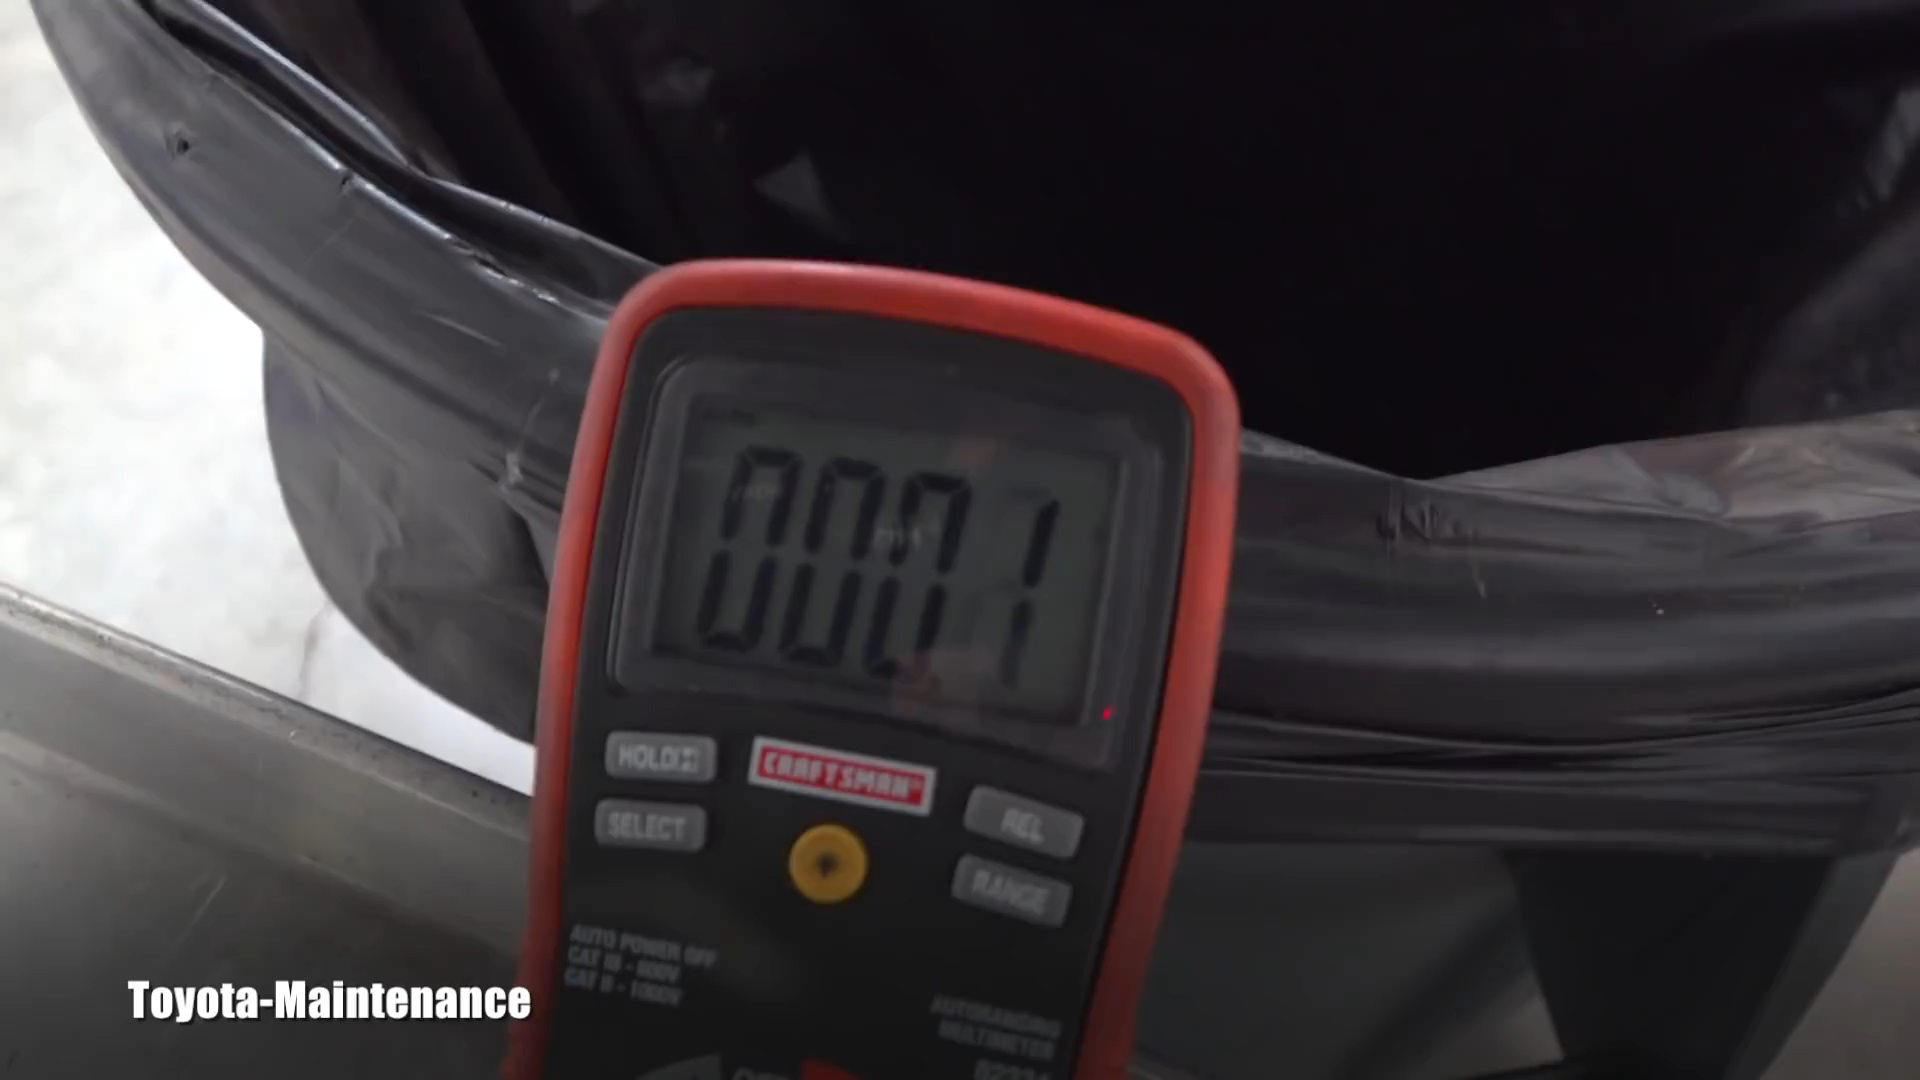 0001
HOLD
CRAFTSMAN
SELECT
REL
RANGE
AUTO POWER OFF
CAT III - 600V
CAT II - 1000V
AUTORANGING
MULTIMETER
Toyota-Maintenance